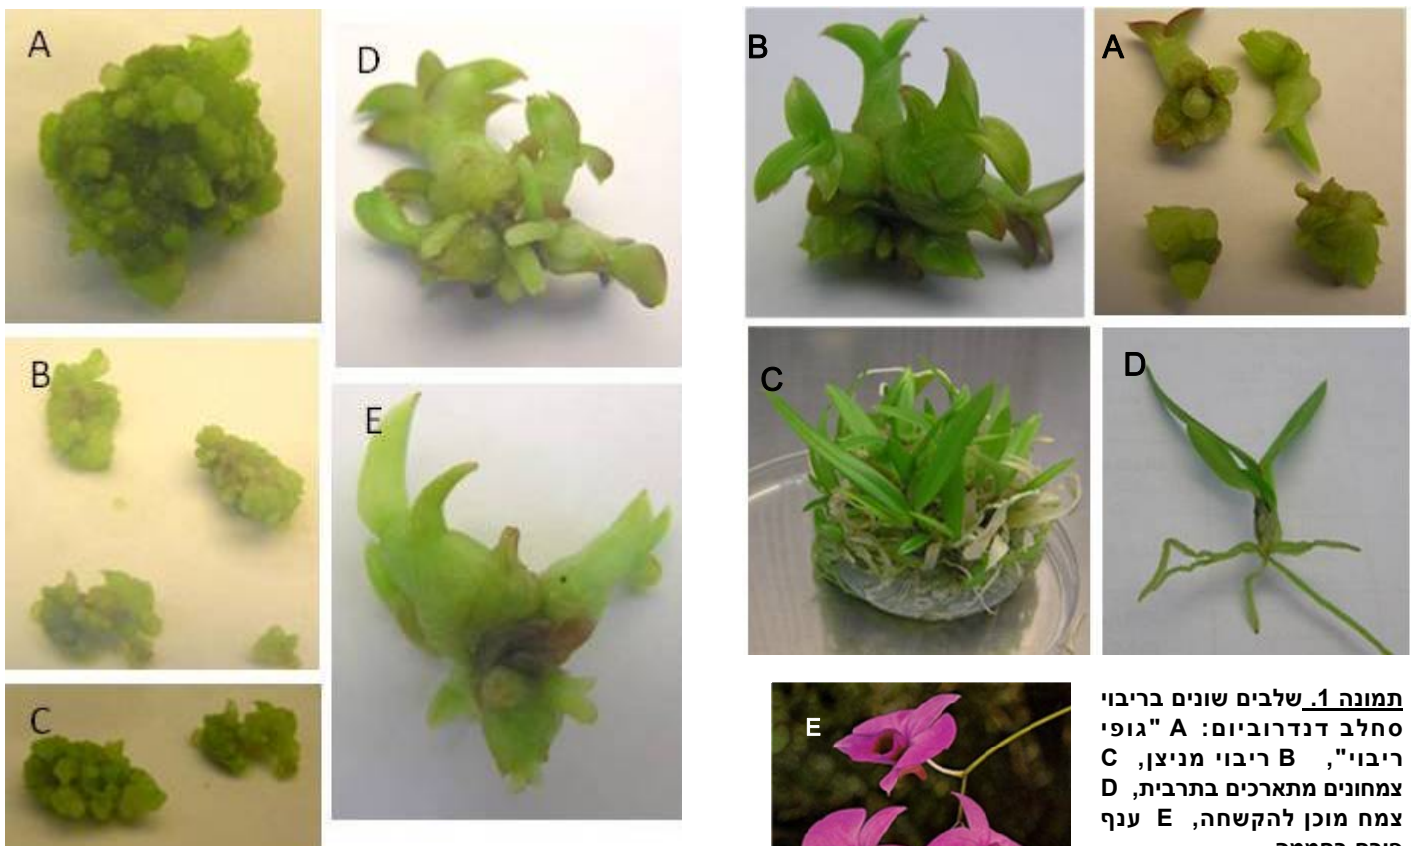 A
B
C
D
E
B
A
C
D
E
תמונה 1. שלבים שונים בריבוי
סחלב דנדרוביום: A "גופי
ריבוי", B ריבוי מניצן, C
צמחונים מתארכים בתרבית, D
צמח מוכן להקשחה, E ענף